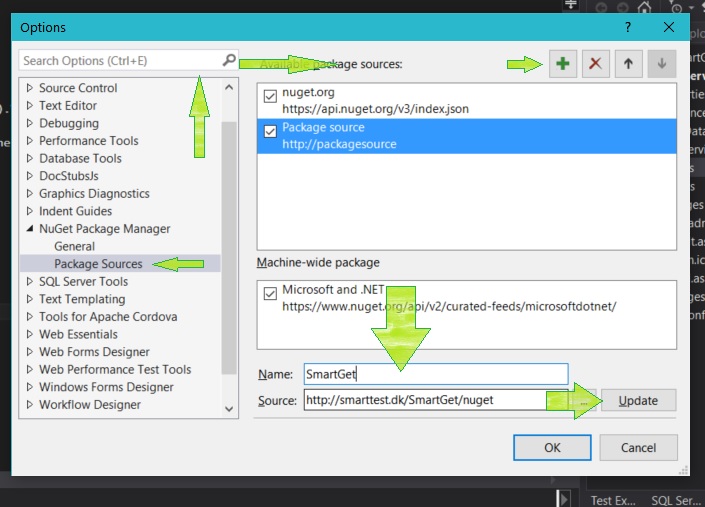 Options
? 
Search Options (Ctrl+E)
Source Control
Text Editor
Debugging
Performance Tools
Database Tools
DocStubsJs
Graphics Diagnostics
Indent Guides
NuGet Package Manager
General
Package Sources
SQL Server Tools
Text Templating
Tools for Apache Cordova
Web Essentials
Web Forms Designer
Web Performance Test Tools
Windows Forms Designer
Workflow Designer
Available package sources:
nuget.org
https://api.nuget.org/v3/index.json
Package source
http://packagesource
Machine-wide package
Microsoft and .NET
https://www.nuget.org/api/v2/curated-feeds/microsoftdotnet/
Name: SmartGet
Source: http://smarttest.dk/SmartGet/nuget
... Update
OK Cancel
Test Ex... SQL Ser...